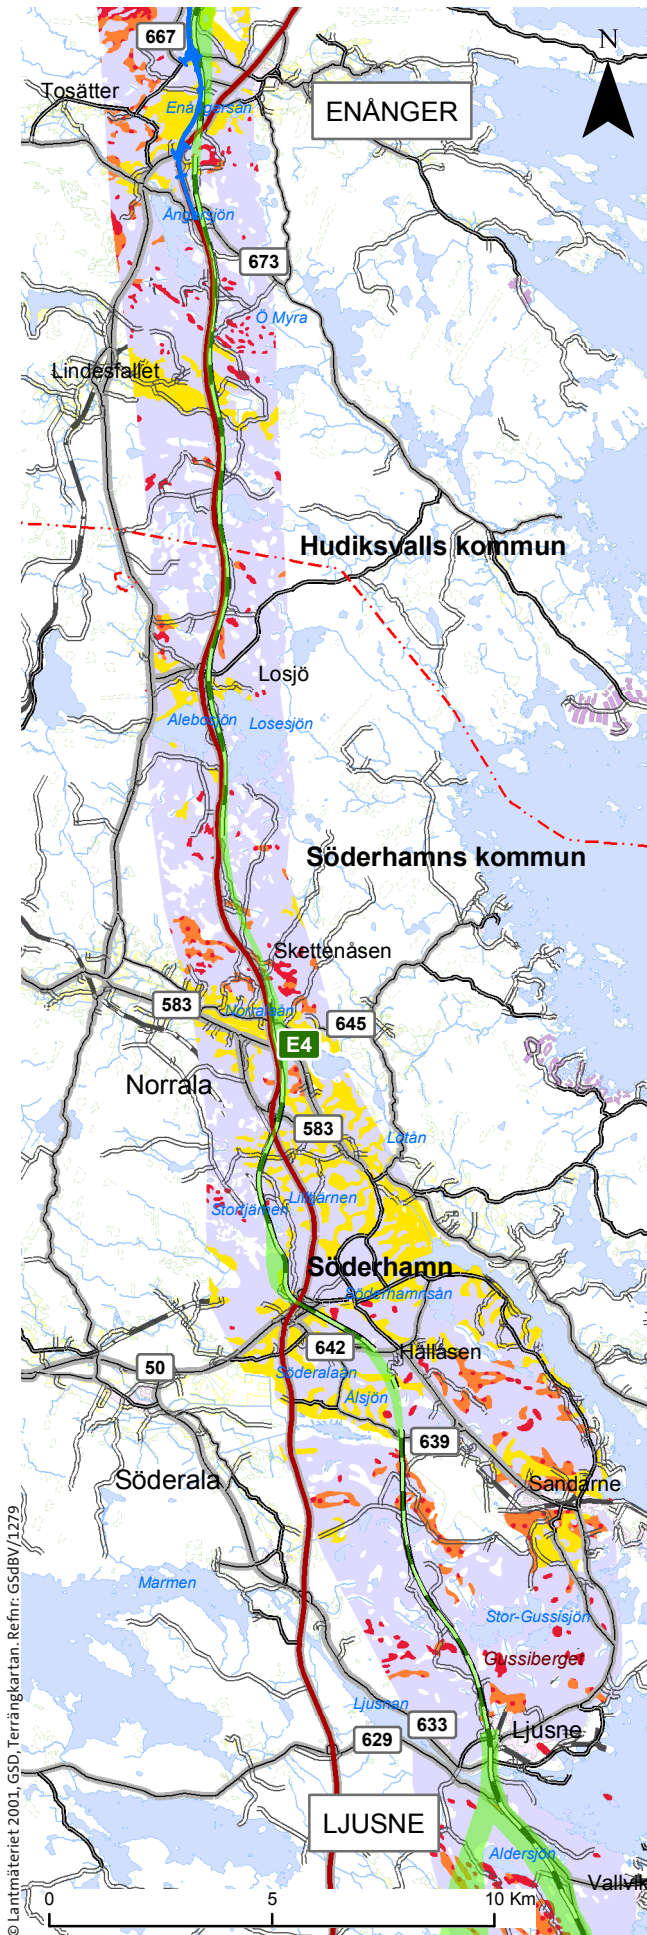 667
N
Tosätter
Enångersån
ENÅNGER
Ångersjön
673
Ö Myra
Lindesfallet
Hudiksvalls kommun
Losjö
Alebosjön
Losesjön
Söderhamns kommun
Skettenåsen
583
Norralaån
645
E4
Norrala
583
Lötån
Lilltjärnen
Stortjärnen
Söderhamn
Söderhamnsån
642
Hällåsen
50
Söderalaån
Älsjön
639
Söderala
Sandarne
Marmen
Stor-Gussisjön
Gussiberget
Ljusnan
633
Ljusne
629
LJUSNE
Aldersjön
Vallvik
0 5 10 Km
© Lantmäteriet 2001, GSD, Terrängkartan. Refnr: GSdBV/1279